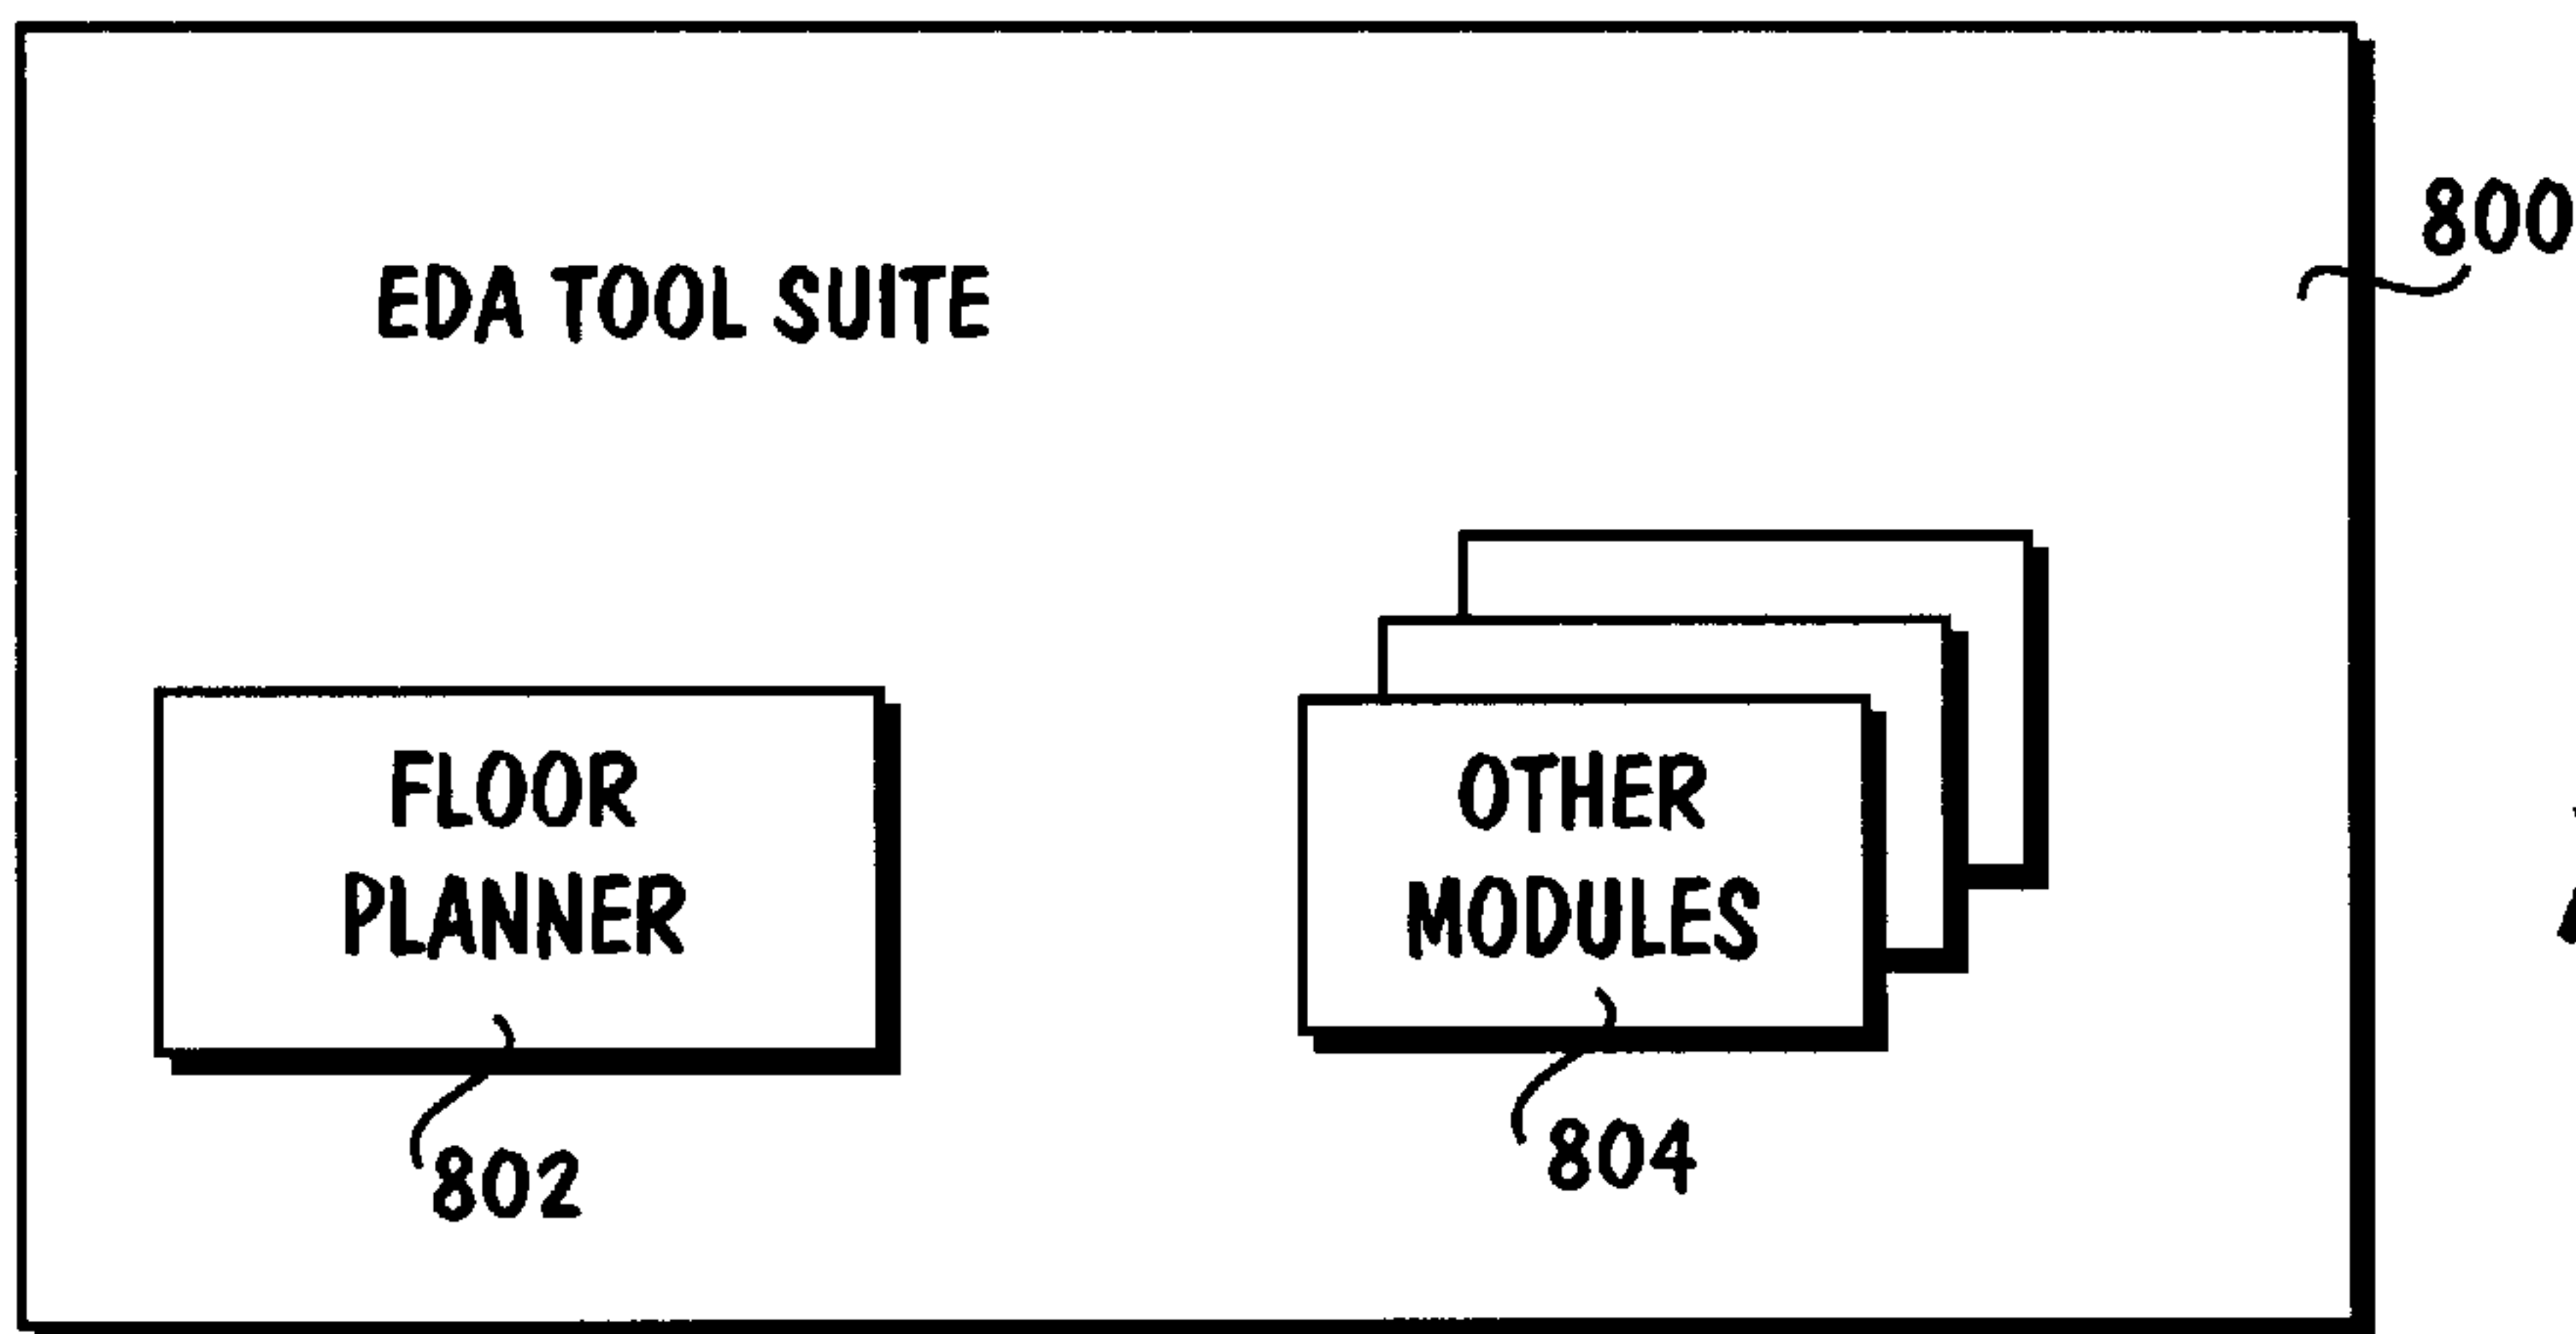 800
EDA TOOL SUITE
FLOOR
PLANNER
802
OTHER
MODULES
804